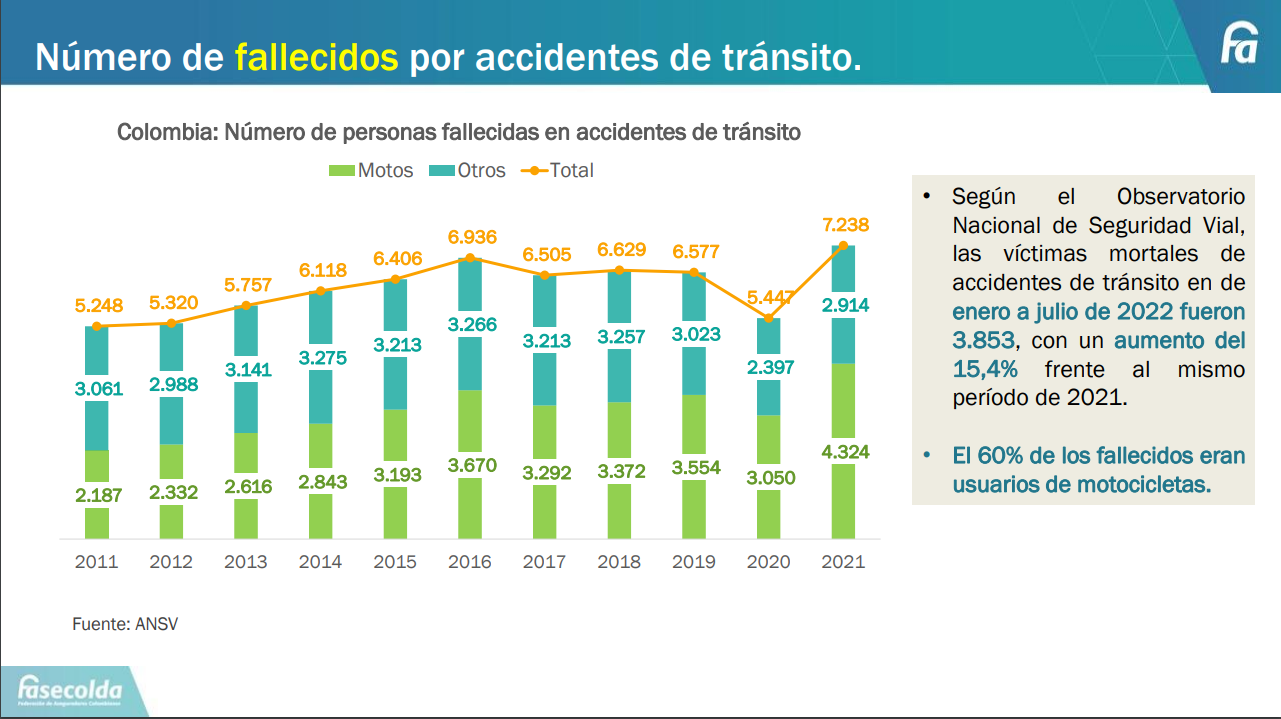 Número de fallecidos por accidentes de tránsito.
fa
Colombia: Número de personas fallecidas en accidentes de tránsito
Motos Otros Total
5.248 5.320 5.757 6.118 6.406 6.936 6.505 6.629 6.577 5.447 7.238
3.061 2.988 3.141 3.275 3.213 3.266 3.213 3.257 3.023 2.397 2.914
2.187 2.332 2.616 2.843 3.193 3.670 3.292 3.372 3.554 3.050 4.324
2011 2012 2013 2014 2015 2016 2017 2018 2019 2020 2021
Fuente: ANSV
• Según el Observatorio
Nacional de Seguridad Vial,
las víctimas mortales de
accidentes de tránsito en de
enero a julio de 2022 fueron
3.853, con un aumento del
15,4% frente al mismo
período de 2021.
• El 60% de los fallecidos eran
usuarios de motocicletas.
fasecolda
Federación de Aseguradores Colombianos